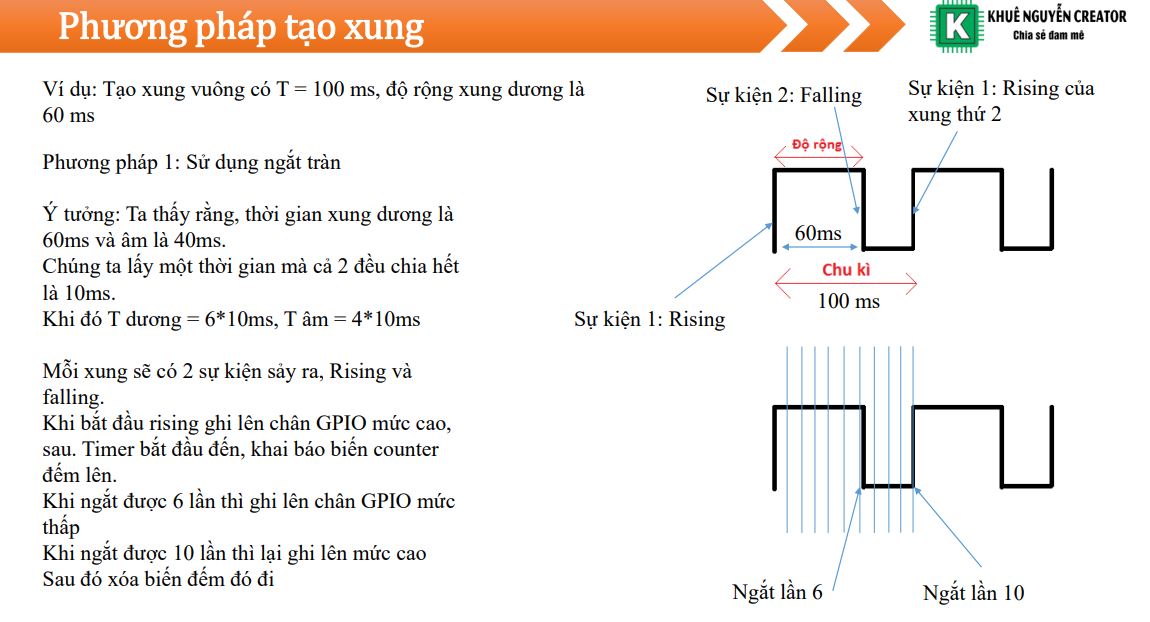 Phương pháp tạo xung
KHUÊ NGUYỄN CREATOR
Chia sẻ đam mê
Ví dụ: Tạo xung vuông có T = 100 ms, độ rộng xung dương là
60 ms
Phương pháp 1: Sử dụng ngắt tràn
Ý tưởng: Ta thấy rằng, thời gian xung dương là
60ms và âm là 40ms.
Chúng ta lấy một thời gian mà cả 2 đều chia hết
là 10ms.
Khi đó T dương = 6*10ms, T âm = 4*10ms
Mỗi xung sẽ có 2 sự kiện sảy ra, Rising và
falling.
Khi bắt đầu rising ghi lên chân GPIO mức cao,
sau. Timer bắt đầu đến, khai báo biến counter
đếm lên.
Khi ngắt được 6 lần thì ghi lên chân GPIO mức
thấp
Khi ngắt được 10 lần thì lại ghi lên mức cao
Sau đó xóa biến đếm đó đi
Sự kiện 2: Falling
Sự kiện 1: Rising của
xung thứ 2
Độ rộng
60ms
Chu kì
100 ms
Sự kiện 1: Rising
Ngắt lần 6
Ngắt lần 10